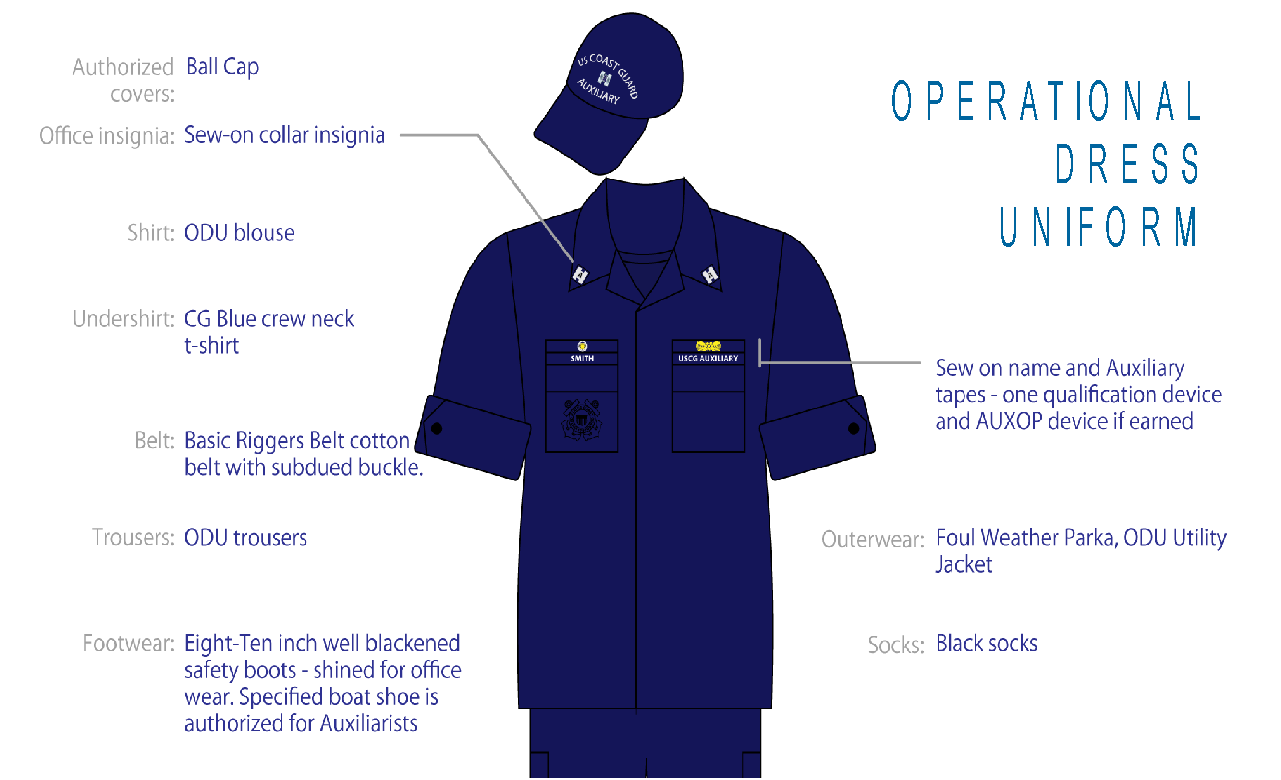 Authorized covers: Ball Cap
Office insignia: Sew-on collar insignia
Shirt: ODU blouse
Undershirt: CG Blue crew neck
t-shirt
Belt: Basic Riggers Belt cotton
belt with subdued buckle.
Trousers: ODU trousers
Footwear: Eight-Ten inch well blackened
safety boots - shined for office
wear. Specified boat shoe is
authorized for Auxiliarists
US COAST GUARD
AUXILIARY
SMITH
USCG AUXILIARY
OPERATIONAL
DRESS
UNIFORM
Sew on name and Auxiliary
tapes - one qualification device
and AUXOP device if earned
Outerwear: Foul Weather Parka, ODU Utility
Jacket
Socks: Black socks